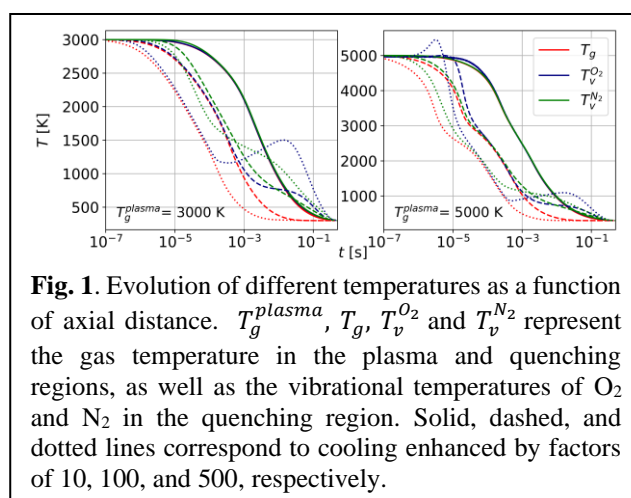 3000
2500
2000
1500
1000
500
T [K]
T_g^plasma = 3000 K
10⁻⁷ 10⁻⁵ 10⁻³ 10⁻¹
5000
4000
3000
2000
1000
T_g^plasma = 5000 K
10⁻⁷ 10⁻⁵ 10⁻³ 10⁻¹
T_g
T_v^O₂
T_v^N₂
t [s]
Fig. 1. Evolution of different temperatures as a function
of axial distance. T_g^plasma, T_g, T_v^O₂ and T_v^N₂ represent
the gas temperature in the plasma and quenching
regions, as well as the vibrational temperatures of O₂
and N₂ in the quenching region. Solid, dashed, and
dotted lines correspond to cooling enhanced by factors
of 10, 100, and 500, respectively.